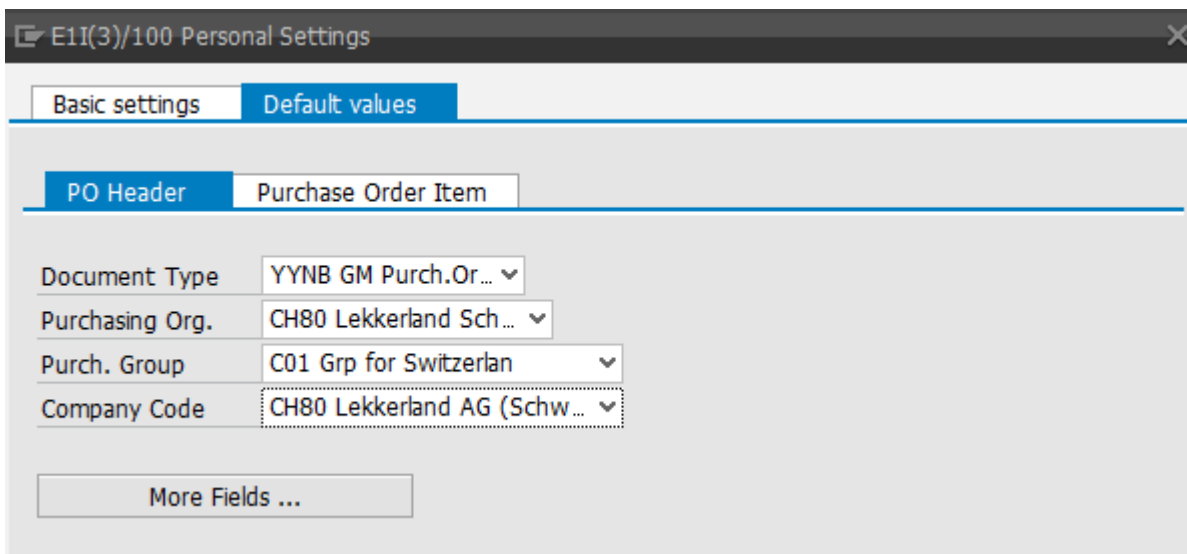 E1I(3)/100 Personal Settings
Basic settings Default values
PO Header Purchase Order Item
Document Type YYNB GM Purch.Or...
Purchasing Org. CH80 Lekkerland Sch...
Purch. Group C01 Grp for Switzerlan
Company Code CH80 Lekkerland AG (Schw...
More Fields ...